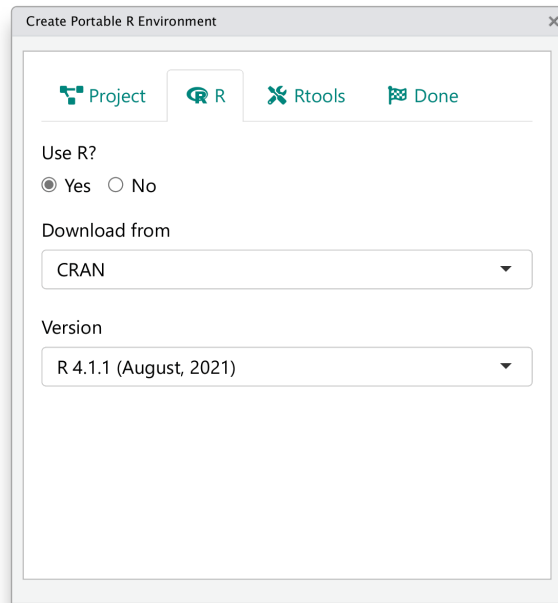 Create Portable R Environment
Project R Rtools Done
Use R?
Yes No
Download from
CRAN
Version
R 4.1.1 (August, 2021)